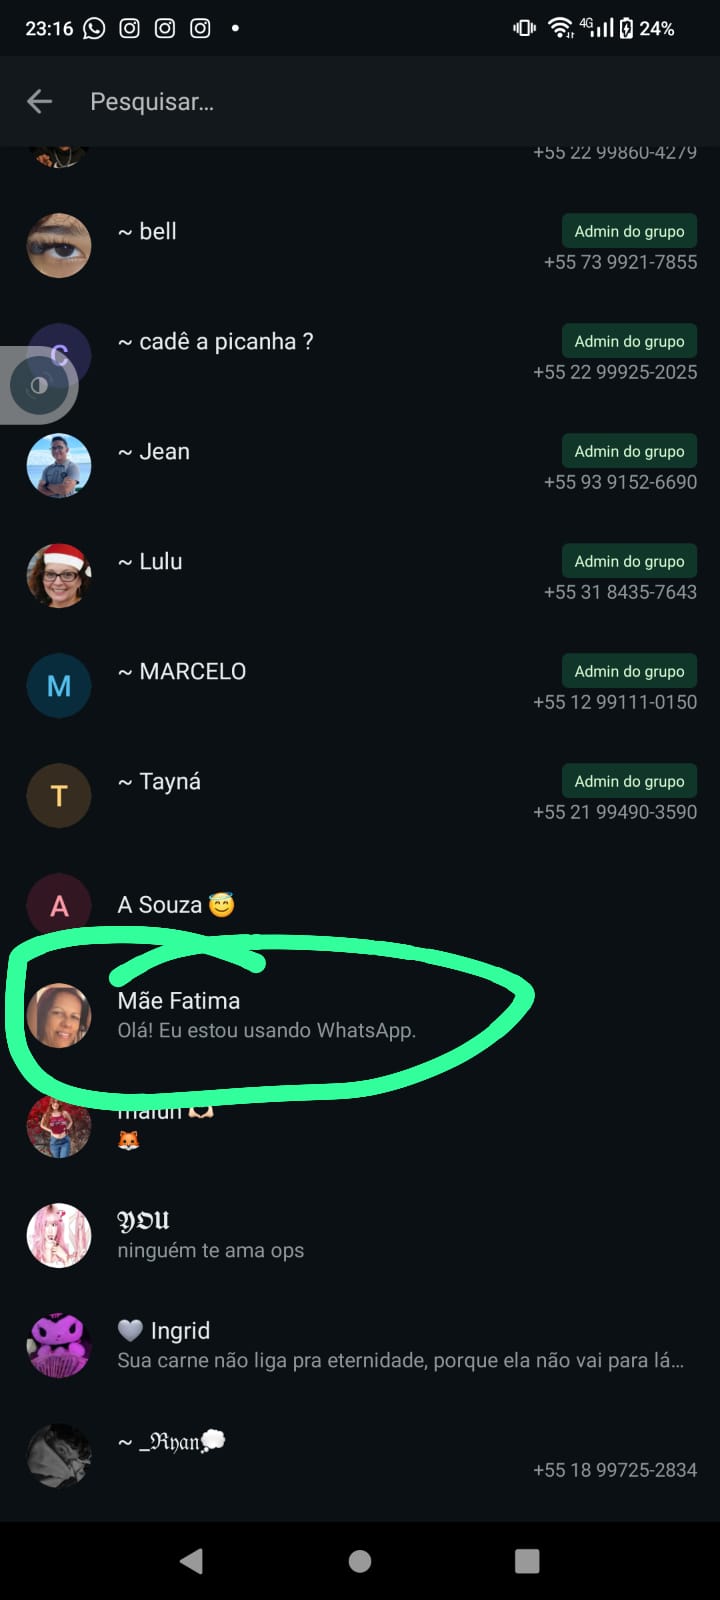 23:16
4G
24%
Pesquisar...
+55 22 99860-4279
~ bell
Admin do grupo
+55 73 9921-7855
C
~ cadê a picanha ?
Admin do grupo
+55 22 99925-2025
~ Jean
Admin do grupo
+55 93 9152-6690
~ Lulu
Admin do grupo
+55 31 8435-7643
M
~ MARCELO
Admin do grupo
+55 12 99111-0150
T
~ Tayná
Admin do grupo
+55 21 99490-3590
A
A Souza 😇
Mãe Fatima
Olá! Eu estou usando WhatsApp.
🦊
𝖄𝕺𝖀
ninguém te ama ops
🩶 Ingrid
Sua carne não liga pra eternidade, porque ela não vai para lá...
~ _ℜ𝔶𝔞𝔫💭
+55 18 99725-2834